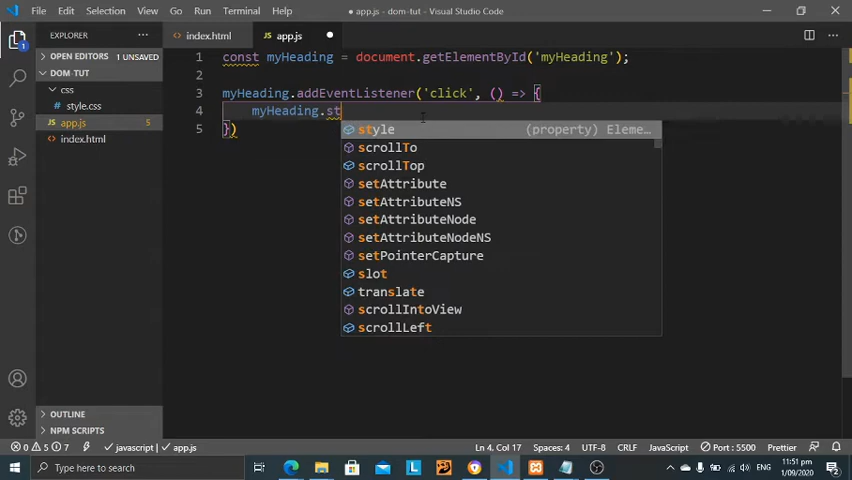 File Edit Selection View Go Run Terminal Help
app.js - dom-tut - Visual Studio Code
EXPLORER
index.html
app.js
OPEN EDITORS 1 UNSAVED
DOM-TUT
css
style.css
app.js 5
index.html
1
1 const myHeading = document.getElementById('myHeading');
2
3 myHeading.addEventListener('click', () => {
4 myHeading.st
5 })
style (property) Eleme...
scrollTo
scrollTop
setAttribute
setAttributeNS
setAttributeNode
setAttributeNodeNS
setPointerCapture
slot
translate
scrollIntoView
scrollLeft
OUTLINE
NPM SCRIPTS
0 5 7 javascript app.js Ln 4, Col 17 Spaces: 4 UTF-8 CRLF JavaScript Port : 5500 Prettier
Type here to search
ENG
11:51 pm
1/09/2020
2